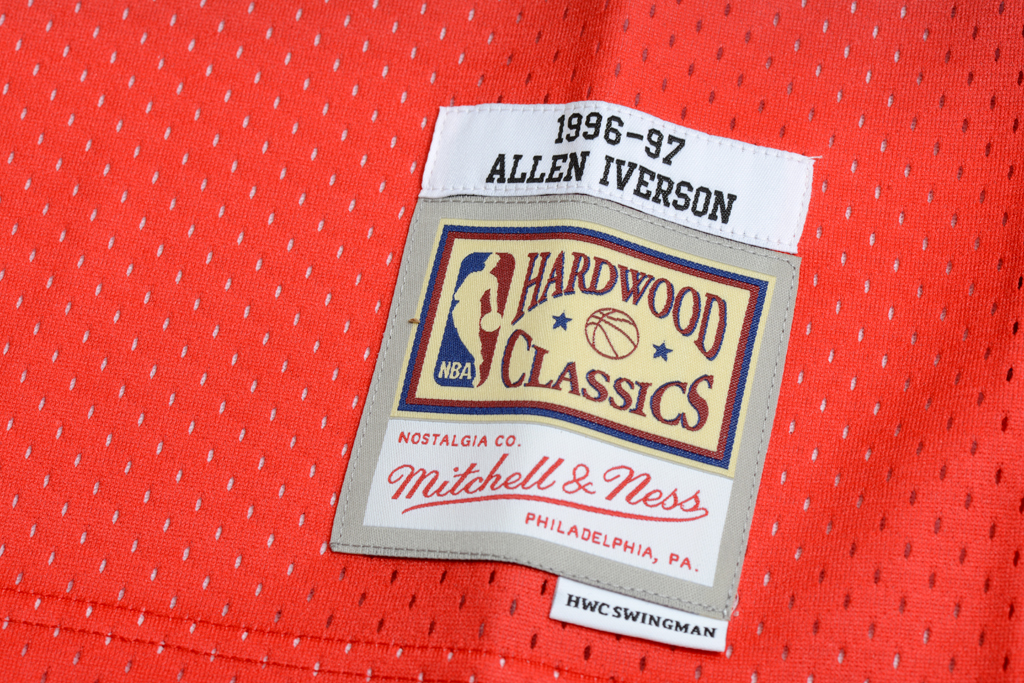 1996-97
ALLEN IVERSON
HARDWOOD
CLASSICS
NBA
NOSTALGIA CO.
Mitchell & Ness
PHILADELPHIA, PA.
HWC SWINGMAN